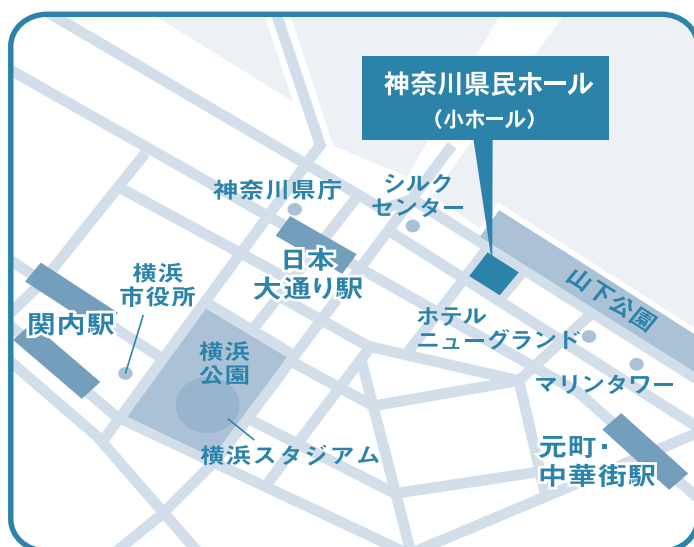 神奈川県民ホール
（小ホール）
シルク
センター
神奈川県庁
日本
大通り駅
横浜
市役所
関内駅
山下公園
ホテル
ニューグランド
横浜
公園
マリンタワー
横浜スタジアム
元町・
中華街駅